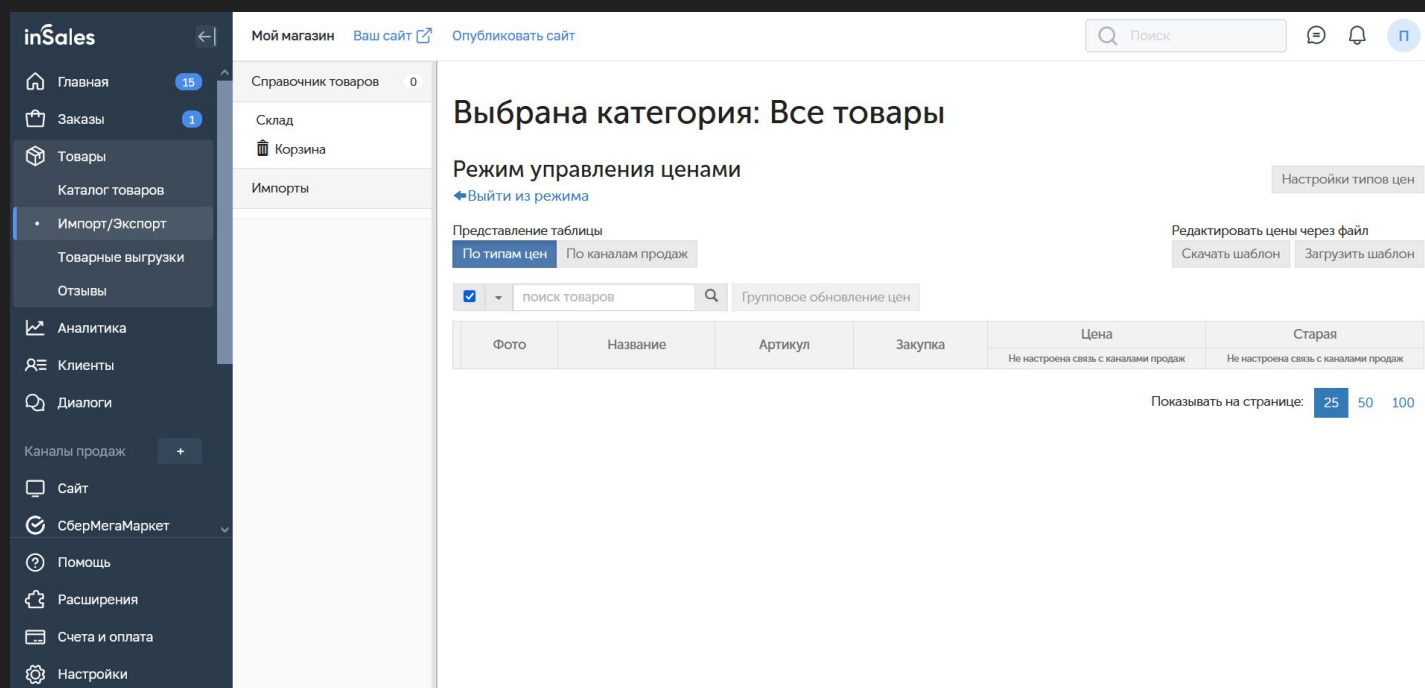 inSales
Главная 15
Заказы 1
Товары
Каталог товаров
Импорт/Экспорт
Товарные выгрузки
Отзывы
Аналитика
Клиенты
Диалоги
Каналы продаж +
Сайт
СберМегаМаркет
Помощь
Расширения
Счета и оплата
Настройки
Мой магазин Ваш сайт Опубликовать сайт Поиск П
Справочник товаров 0
Склад
Корзина
Импорты
Выбрана категория: Все товары
Режим управления ценами
Выйти из режима
Настройки типов цен
Представление таблицы
По типам цен По каналам продаж
Редактировать цены через файл
Скачать шаблон Загрузить шаблон
поиск товаров Групповое обновление цен
Фото Название Артикул Закупка Цена Старая
Не настроена связь с каналами продаж Не настроена связь с каналами продаж
Показывать на странице: 25 50 100